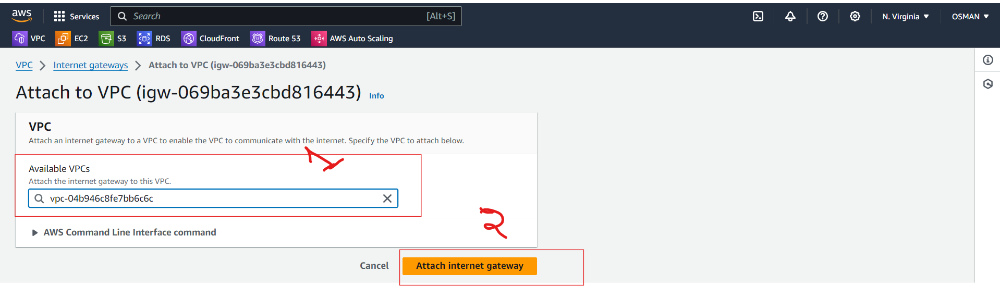 aws
Services
Search [Alt+S]
N. Virginia
OSMAN
VPC EC2 S3 RDS CloudFront Route 53 AWS Auto Scaling
VPC > Internet gateways > Attach to VPC (igw-069ba3e3cbd816443)
Attach to VPC (igw-069ba3e3cbd816443) Info
VPC
Attach an internet gateway to a VPC to enable the VPC to communicate with the internet. Specify the VPC to attach below.
Available VPCs
Attach the internet gateway to this VPC.
vpc-04b946c8fe7bb6c6c
2
AWS Command Line Interface command
Cancel Attach internet gateway